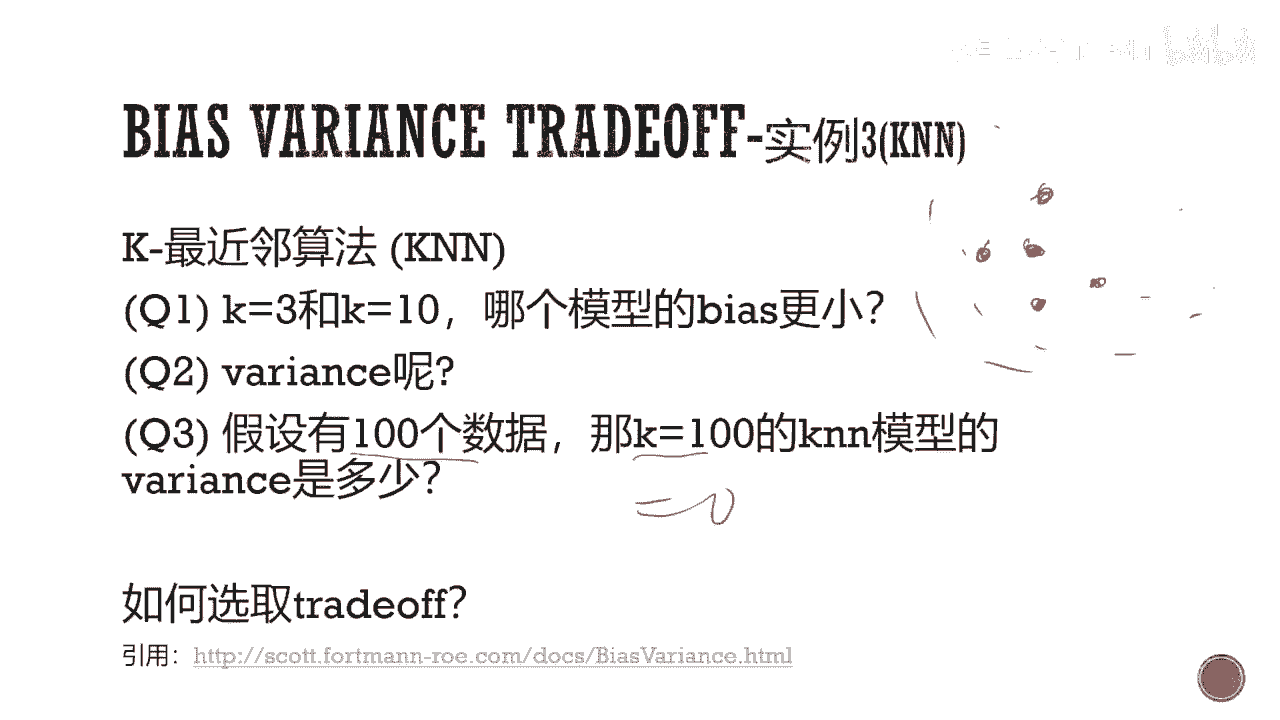 BIAS VARIANCE TRADEOFF-实例3(KNN)
K-最近邻算法 (KNN)
(Q1) k=3和k=10，哪个模型的bias更小?
(Q2) variance呢?
(Q3) 假设有100个数据，那k=100的knn模型的
variance是多少?
=0
如何选取tradeoff?
引用：http://scott.fortmann-roe.com/docs/BiasVariance.html